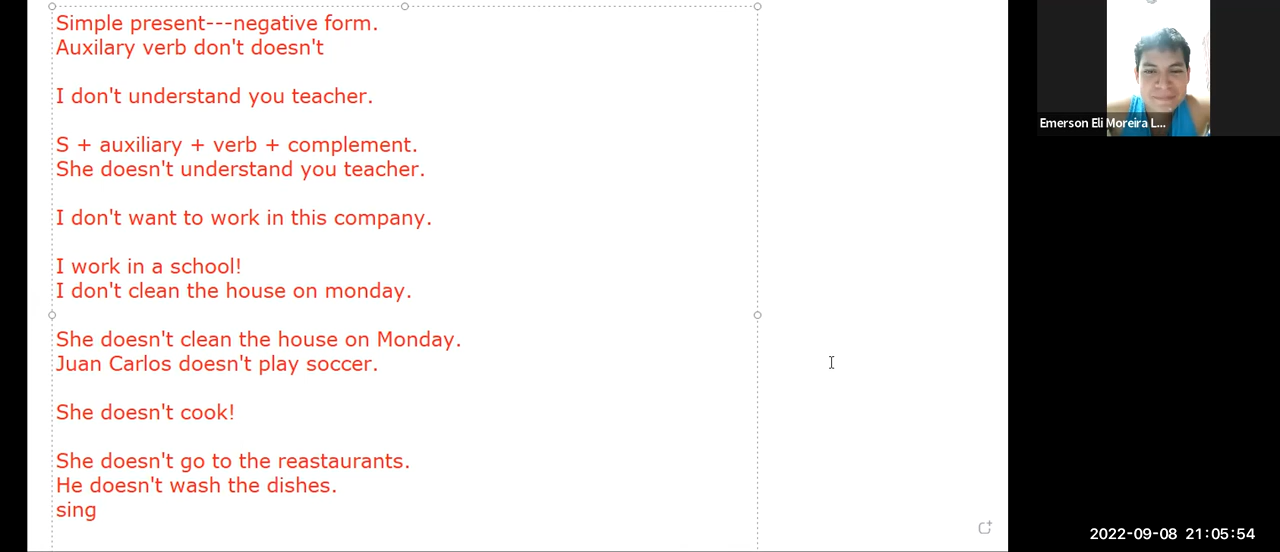 Simple present---negative form.
Auxilary verb don't doesn't
I don't understand you teacher.
S + auxiliary + verb + complement.
She doesn't understand you teacher.
I don't want to work in this company.
I work in a school!
I don't clean the house on monday.
She doesn't clean the house on Monday.
Juan Carlos doesn't play soccer.
She doesn't cook!
She doesn't go to the reastaurants.
He doesn't wash the dishes.
sing
Emerson Eli Moreira L...
2022-09-08 21:05:54